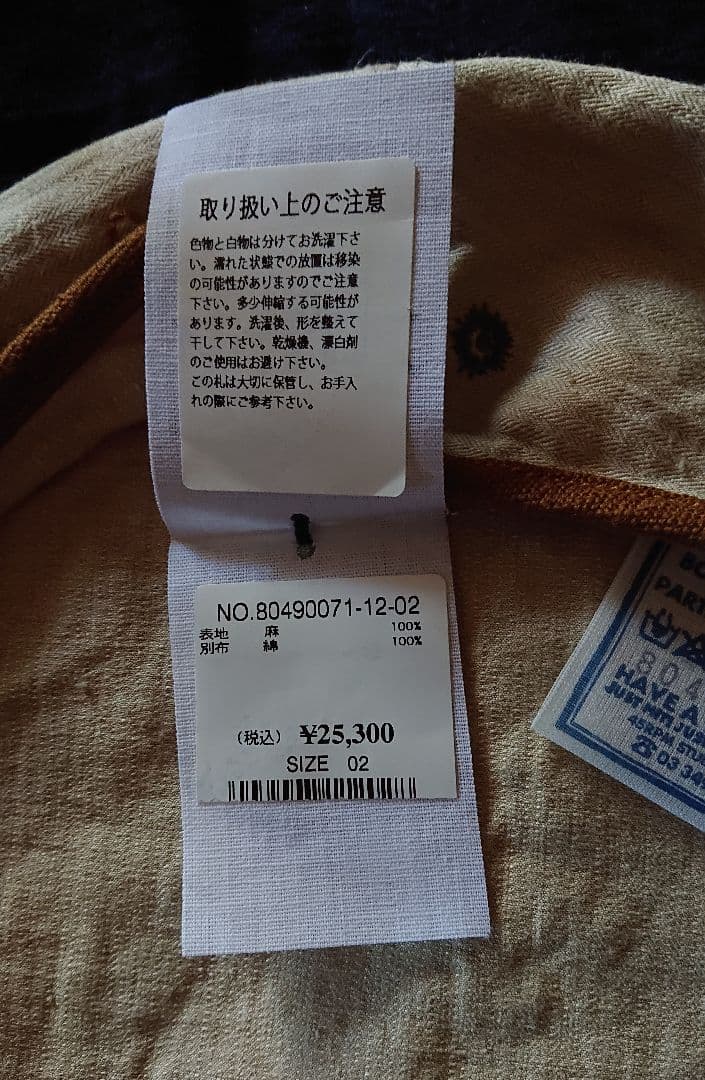 取り扱い上のご注意
色物と白物は分けてお洗濯下さ
い。濡れた状態での放置は移染
の可能性がありますのでご注意
下さい。多少伸縮する可能性が
あります。洗濯後、形を整えて
干して下さい。乾燥機、漂白剤
のご使用はお避け下さい。
この札は大切に保管し、お手入
れの際にご参考下さい。
NO.80490071-12-02
表地 麻 100%
別布 綿 100%
(税込) ¥25,300
SIZE 02
PART
804
HAVE A
45RPM STU
☎03 349